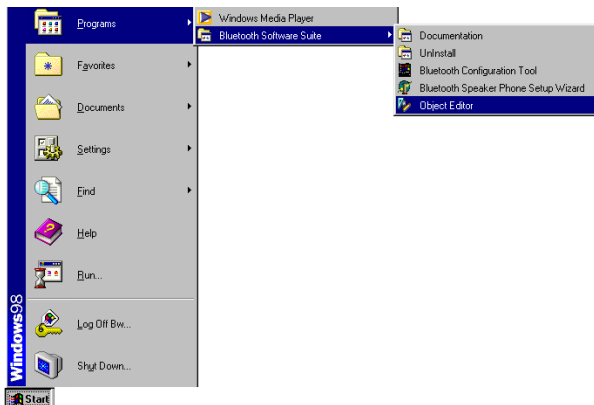 Programs
Favorites
Documents
Settings
Find
Help
Run...
Log Off Bw...
Shut Down...
Windows98
Start
Windows Media Player
Bluetooth Software Suite
Documentation
UnInstall
Bluetooth Configuration Tool
Bluetooth Speaker Phone Setup Wizard
Object Editor